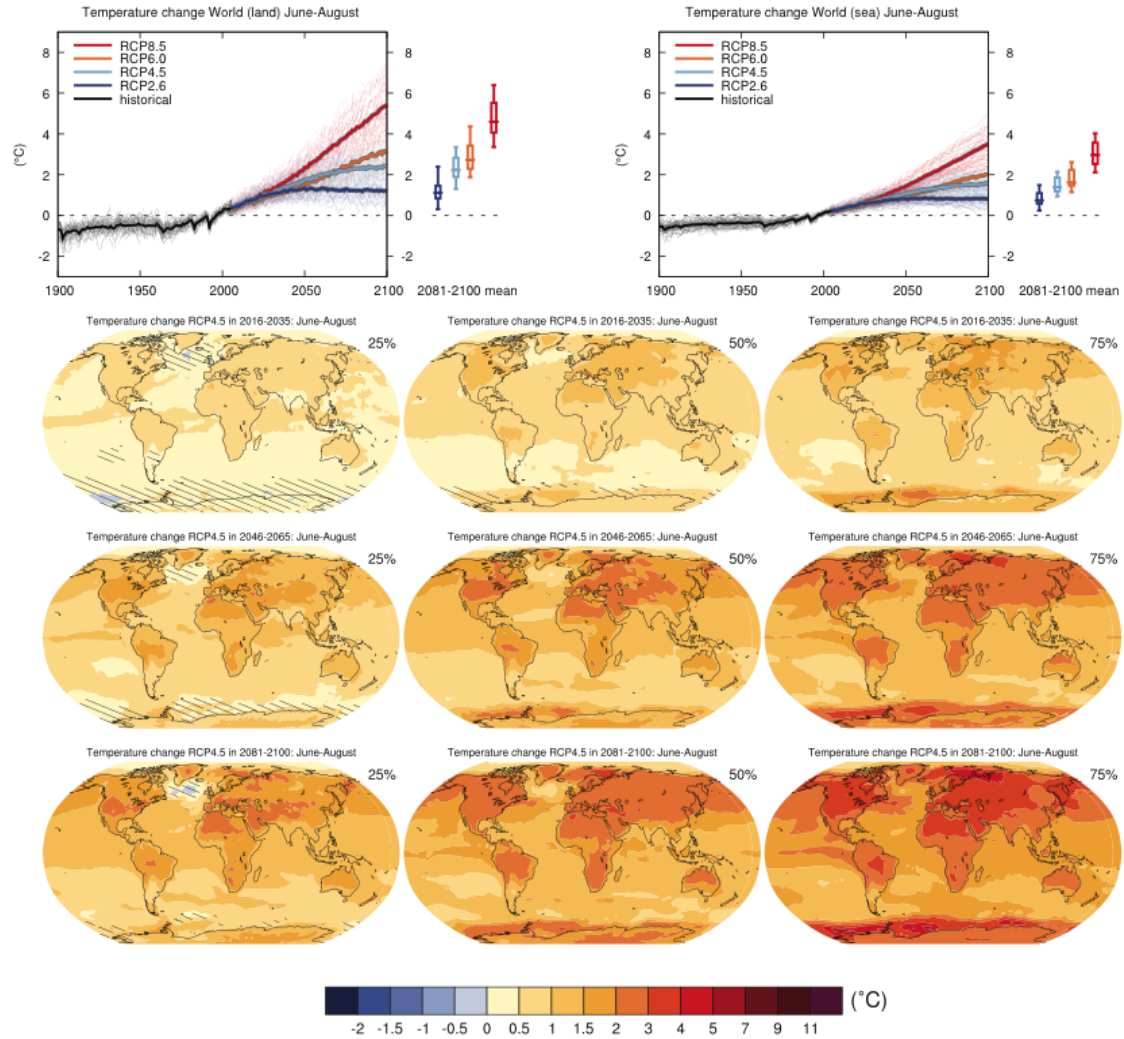 Temperature change World (land) June-August
8
6
4
2
0
-2
(°C)
RCP8.5
RCP6.0
RCP4.5
RCP2.6
historical
8
6
4
2
0
-2
1900 1950 2000 2050 2100 2081-2100 mean
Temperature change World (sea) June-August
8
6
4
2
0
-2
(°C)
RCP8.5
RCP6.0
RCP4.5
RCP2.6
historical
8
6
4
2
0
-2
1900 1950 2000 2050 2100 2081-2100 mean
Temperature change RCP4.5 in 2016-2035: June-August
25%
Temperature change RCP4.5 in 2016-2035: June-August
50%
Temperature change RCP4.5 in 2016-2035: June-August
75%
Temperature change RCP4.5 in 2046-2065: June-August
25%
Temperature change RCP4.5 in 2046-2065: June-August
50%
Temperature change RCP4.5 in 2046-2065: June-August
75%
Temperature change RCP4.5 in 2081-2100: June-August
25%
Temperature change RCP4.5 in 2081-2100: June-August
50%
Temperature change RCP4.5 in 2081-2100: June-August
75%
(°C)
-2 -1.5 -1 -0.5 0 0.5 1 1.5 2 3 4 5 7 9 11